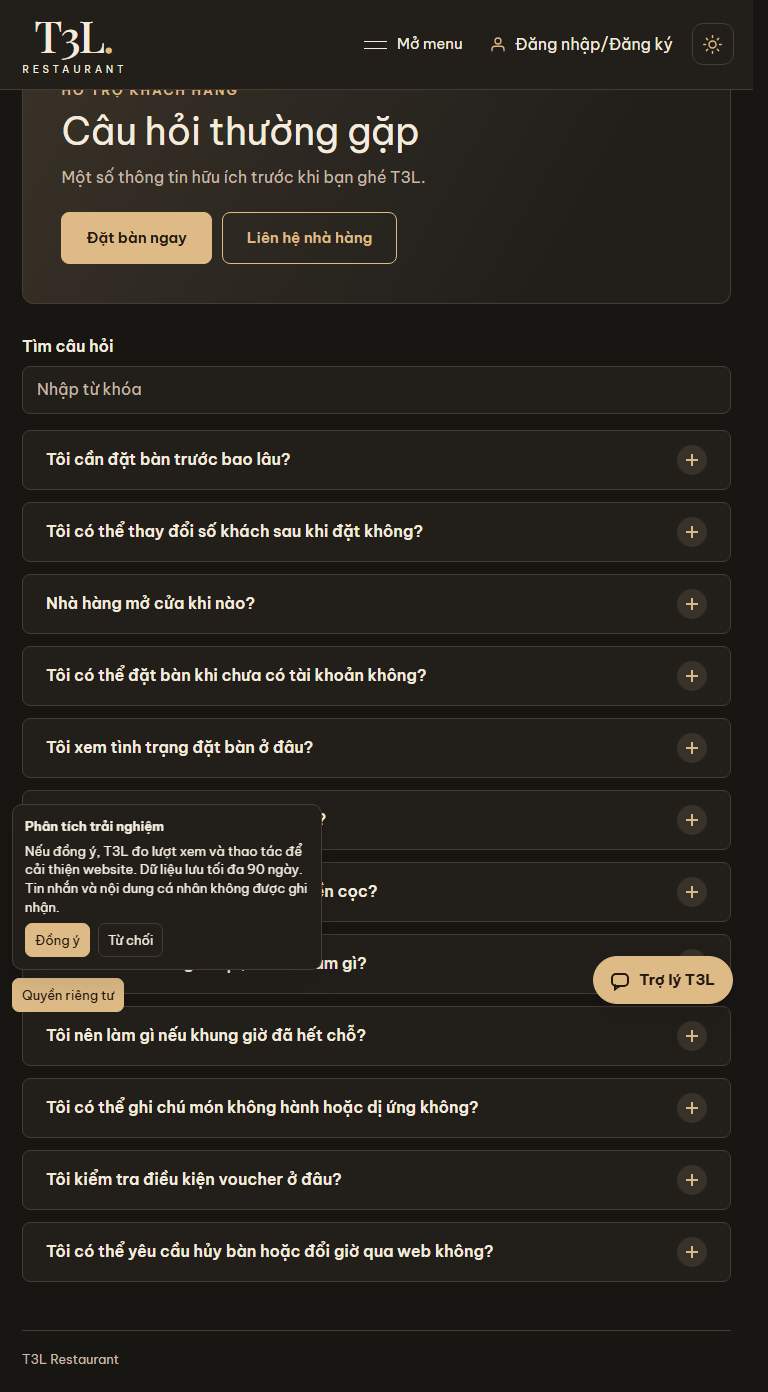 T3L.
RESTAURANT
Mở menu
Đăng nhập/Đăng ký
HỖ TRỢ KHÁCH HÀNG
Câu hỏi thường gặp
Một số thông tin hữu ích trước khi bạn ghé T3L.
Đặt bàn ngay
Liên hệ nhà hàng
Tìm câu hỏi
Nhập từ khóa
Tôi cần đặt bàn trước bao lâu?
Tôi có thể thay đổi số khách sau khi đặt không?
Nhà hàng mở cửa khi nào?
Tôi có thể đặt bàn khi chưa có tài khoản không?
Tôi xem tình trạng đặt bàn ở đâu?
?
cọc?
gì?
Phân tích trải nghiệm
Nếu đồng ý, T3L đo lượt xem và thao tác để
cải thiện website. Dữ liệu lưu tối đa 90 ngày.
Tin nhắn và nội dung cá nhân không được ghi
nhận.
Đồng ý
Từ chối
Quyền riêng tư
Trợ lý T3L
Tôi nên làm gì nếu khung giờ đã hết chỗ?
Tôi có thể ghi chú món không hành hoặc dị ứng không?
Tôi kiểm tra điều kiện voucher ở đâu?
Tôi có thể yêu cầu hủy bàn hoặc đổi giờ qua web không?
T3L Restaurant